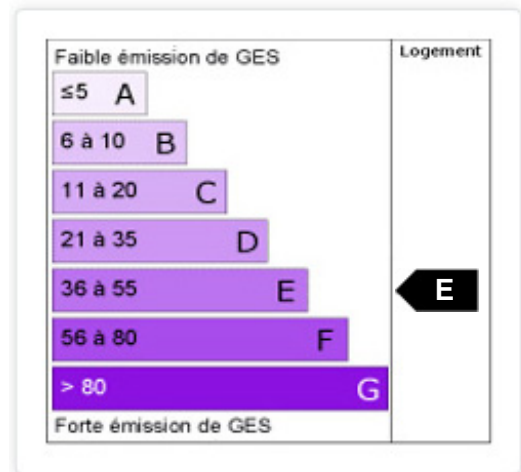 Faible émission de GES
Logement
≤5 A
6 à 10 B
11 à 20 C
21 à 35 D
36 à 55 E
E
56 à 80 F
> 80 G
Forte émission de GES